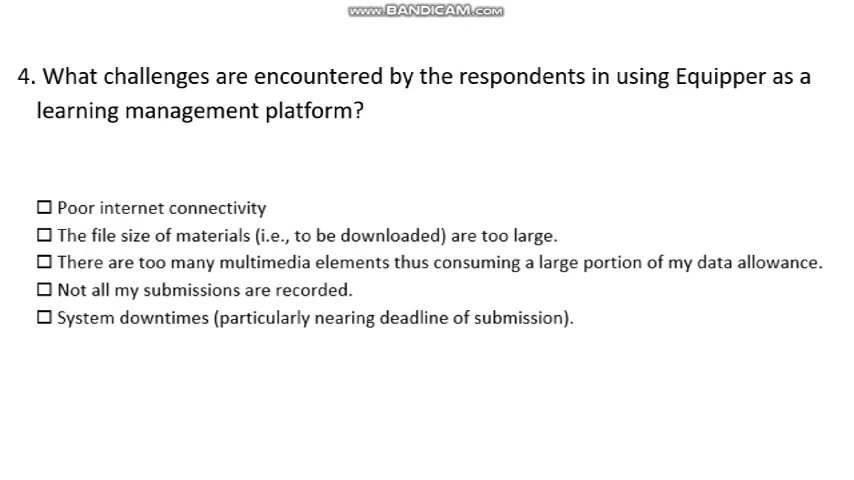 www.BANDICAM.com
4. What challenges are encountered by the respondents in using Equipper as a
learning management platform?
☐ Poor internet connectivity
☐ The file size of materials (i.e., to be downloaded) are too large.
☐ There are too many multimedia elements thus consuming a large portion of my data allowance.
☐ Not all my submissions are recorded.
☐ System downtimes (particularly nearing deadline of submission).